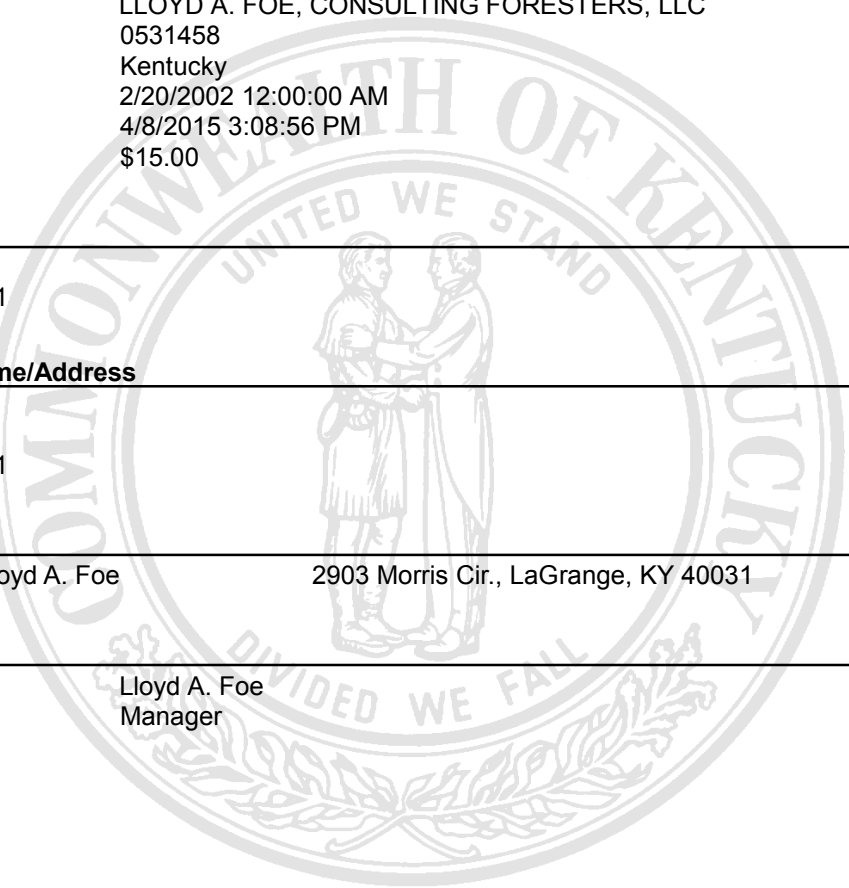 LLOYD A. FOE, CONSULTING FORESTERS, LLC
0531458
Kentucky
2/20/2002 12:00:00 AM
4/8/2015 3:08:56 PM
$15.00
COMMONWEALTH OF KENTUCKY
UNITED WE STAND
1
me/Address
1
oyd A. Foe 2903 Morris Cir., LaGrange, KY 40031
DIVIDED WE FALL
Lloyd A. Foe
Manager